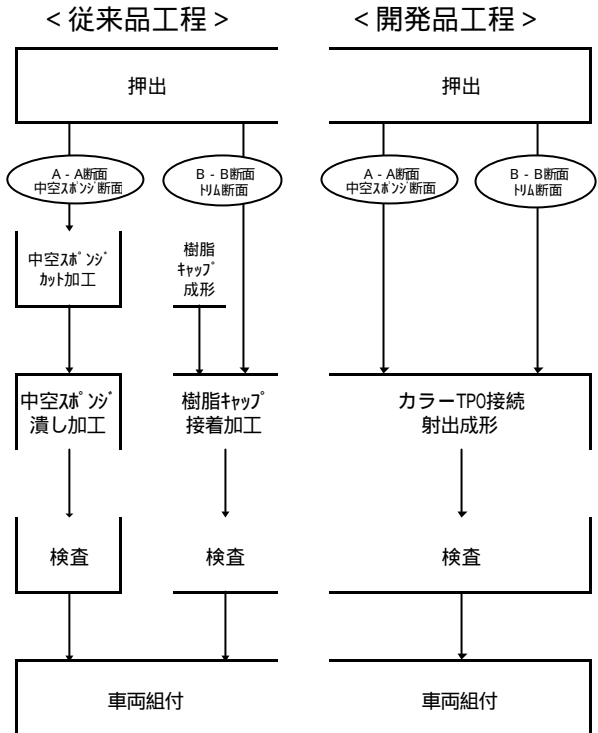 ＜従来品工程＞
押出
A‐A断面
中空ｽﾎﾟﾝｼﾞ断面
B‐B断面
ﾄﾘﾑ断面
中空ｽﾎﾟﾝｼﾞ
ｶｯﾄ加工
樹脂
ｷｬｯﾌﾟ
成形
中空ｽﾎﾟﾝｼﾞ
潰し加工
樹脂ｷｬｯﾌﾟ
接着加工
検査
検査
車両組付
＜開発品工程＞
押出
A‐A断面
中空ｽﾎﾟﾝｼﾞ断面
B‐B断面
ﾄﾘﾑ断面
カラーTPO接続
射出成形
検査
車両組付